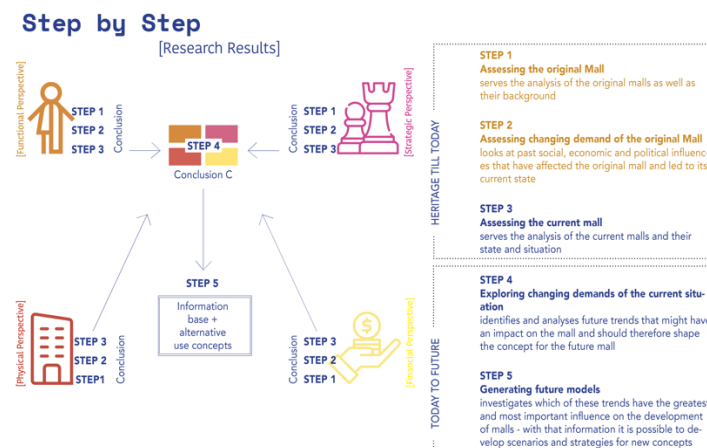 Step by Step
[Research Results]
[Functional Perspective]
STEP 1
STEP 2
STEP 3
Conclusion
STEP 4
Conclusion C
Conclusion
STEP 1
STEP 2
STEP 3
[Strategic Perspective]
STEP 5
Information
base +
alternative
use concepts
[Physical Perspective]
STEP 3
STEP 2
STEP1
Conclusion
Conclusion
STEP 3
STEP 2
STEP 1
[Financial Perspective]
HERITAGE TILL TODAY
STEP 1
Assessing the original Mall
serves the analysis of the original malls as well as
their background
STEP 2
Assessing changing demand of the original Mall
looks at past social, economic and political influenc-
es that have affected the original mall and led to its
current state
STEP 3
Assessing the current mall
serves the analysis of the current malls and their
state and situation
TODAY TO FUTURE
STEP 4
Exploring changing demands of the current situ-
ation
identifies and analyses future trends that might have
an impact on the mall and should therefore shape
the concept for the future mall
STEP 5
Generating future models
investigates which of these trends have the greatest
and most important influence on the development
of malls - with that information it is possible to de-
velop scenarios and strategies for new concepts